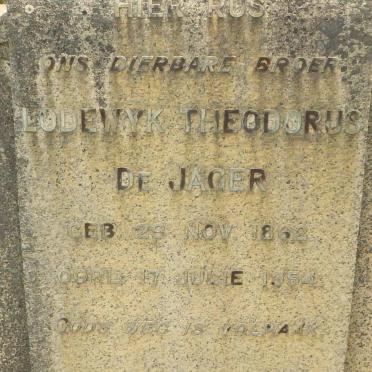 HIER RUS
ONS DIERBARE BROER
LODEWYK THEODORUS
DE JAGER
GEB 29 NOV 1862
OORL 17 JULIE 1954
GODS WEG IS VOLMAAK